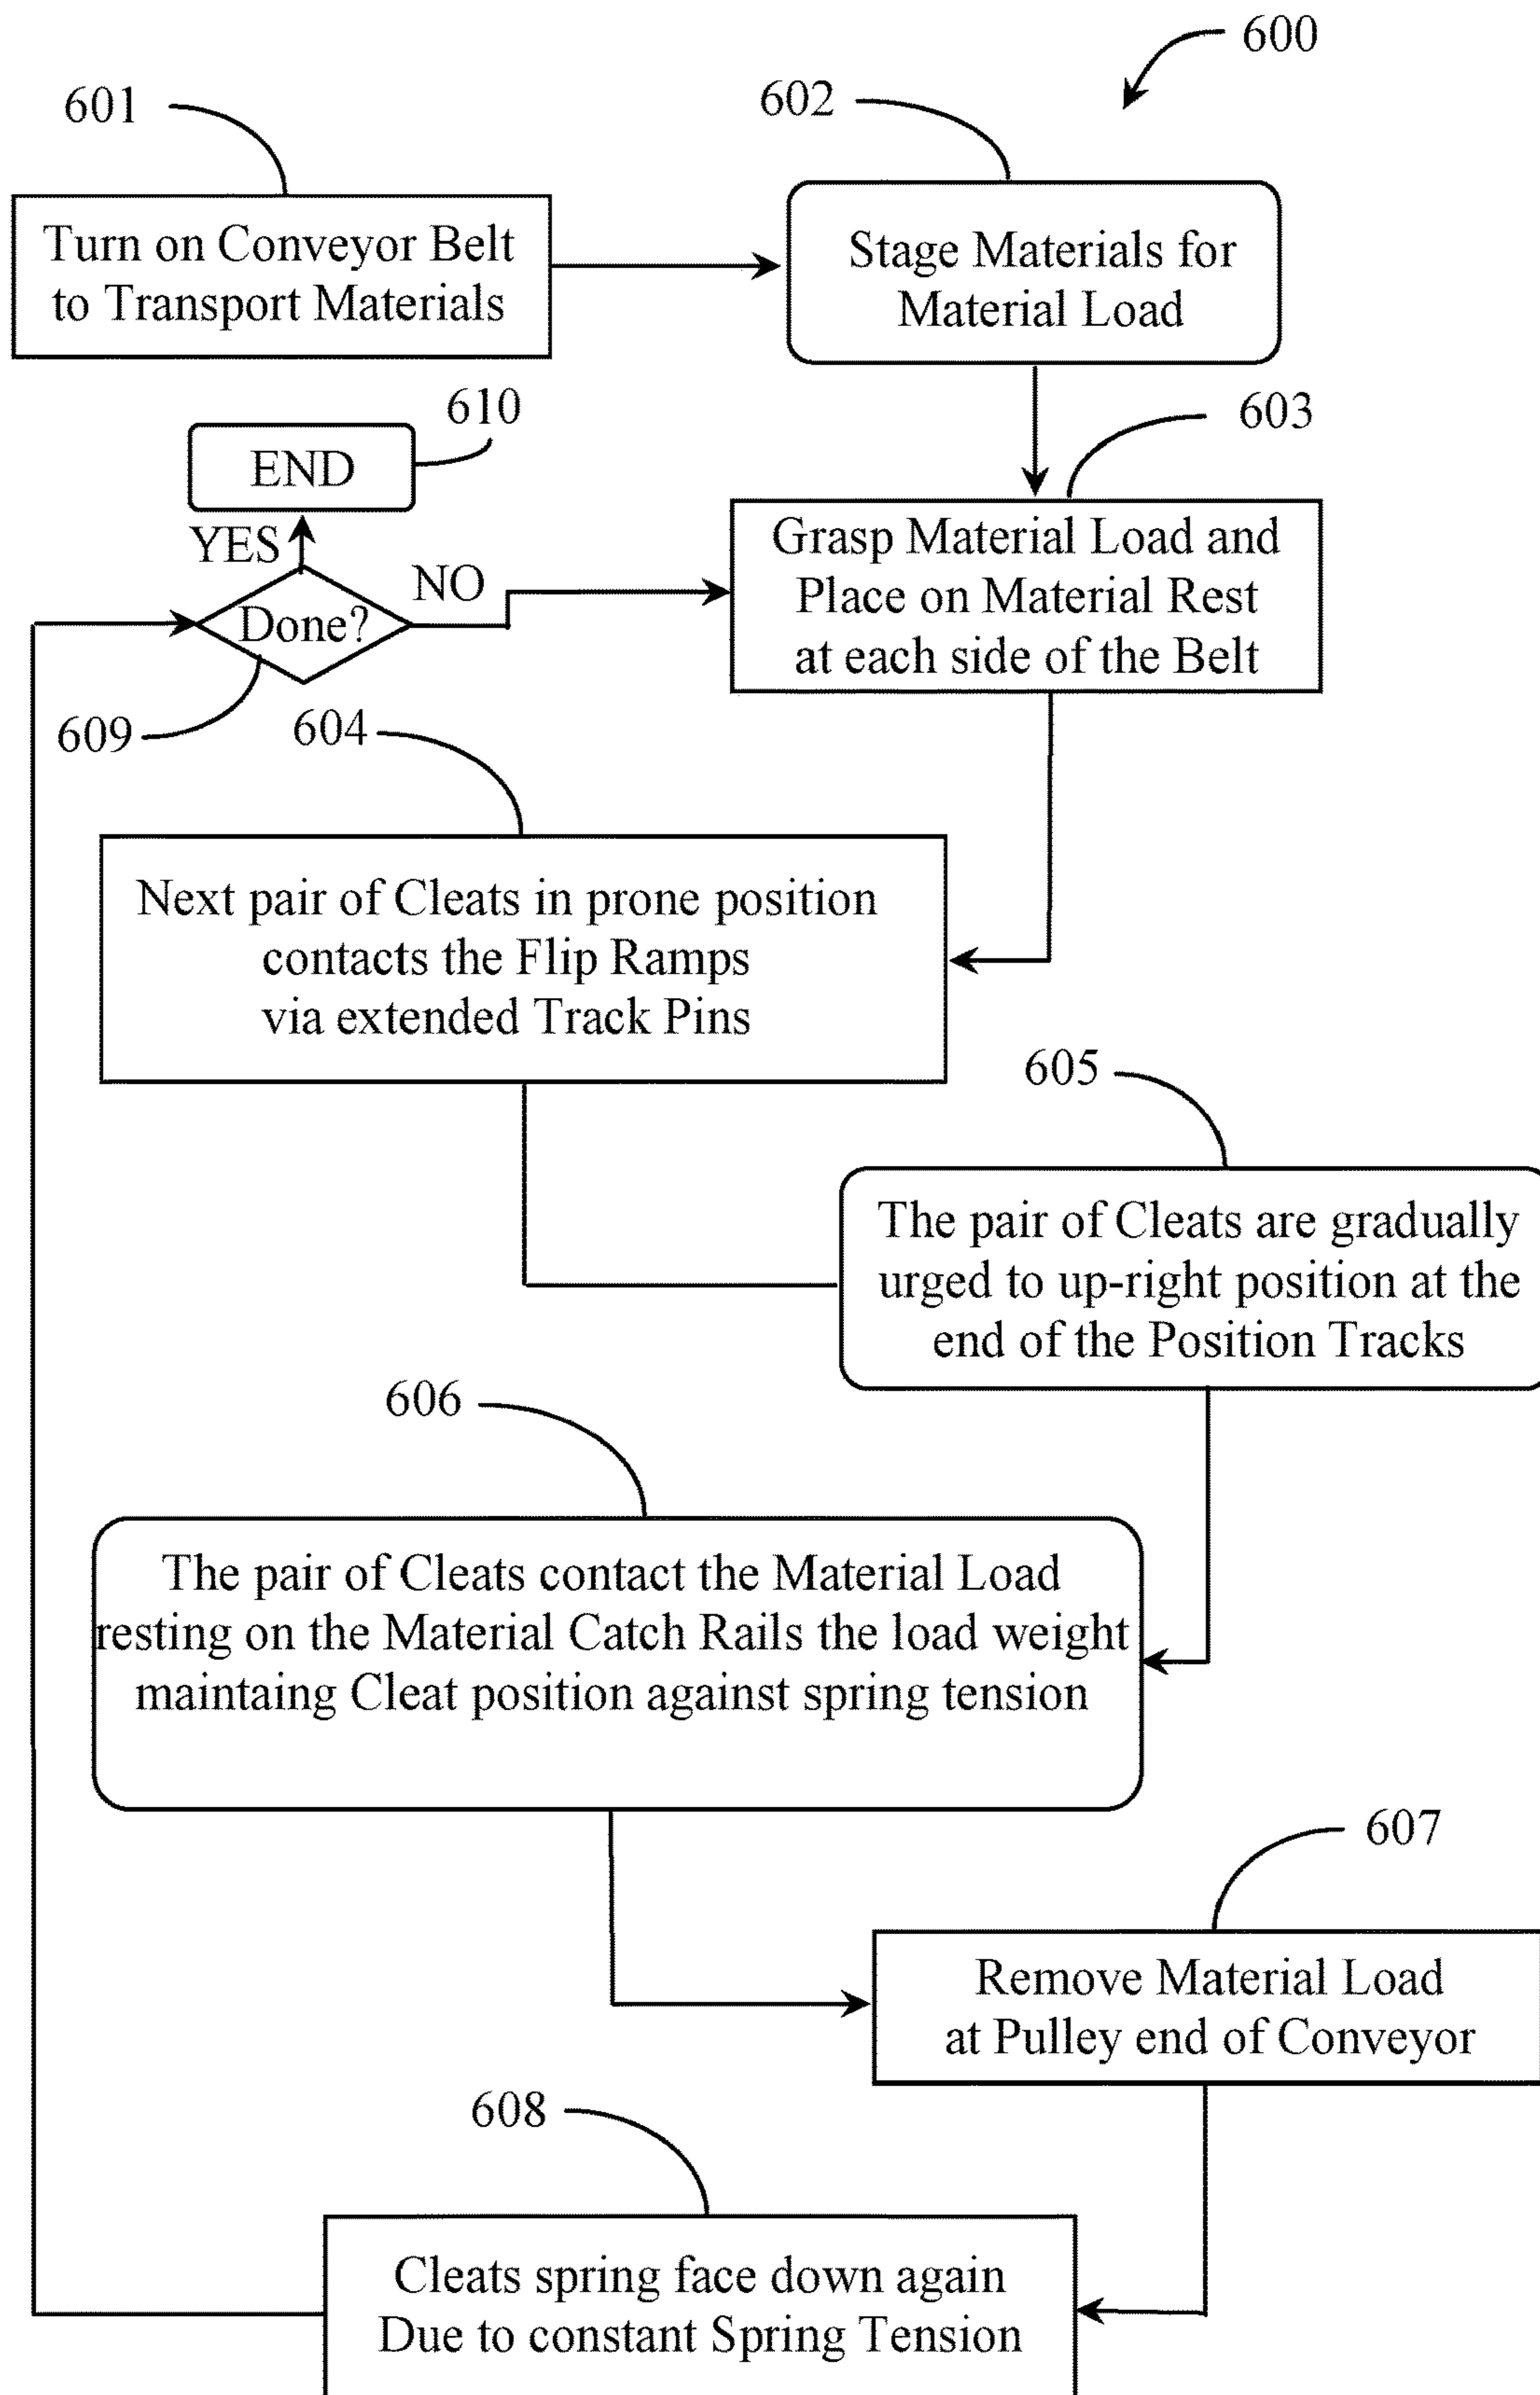 600
601
602
Turn on Conveyor Belt
to Transport Materials
Stage Materials for
Material Load
610
END
603
YES
NO
Done?
Grasp Material Load and
Place on Material Rest
at each side of the Belt
609
604
Next pair of Cleats in prone position
contacts the Flip Ramps
via extended Track Pins
605
The pair of Cleats are gradually
urged to up-right position at the
end of the Position Tracks
606
The pair of Cleats contact the Material Load
resting on the Material Catch Rails the load weight
maintaing Cleat position against spring tension
607
Remove Material Load
at Pulley end of Conveyor
608
Cleats spring face down again
Due to constant Spring Tension